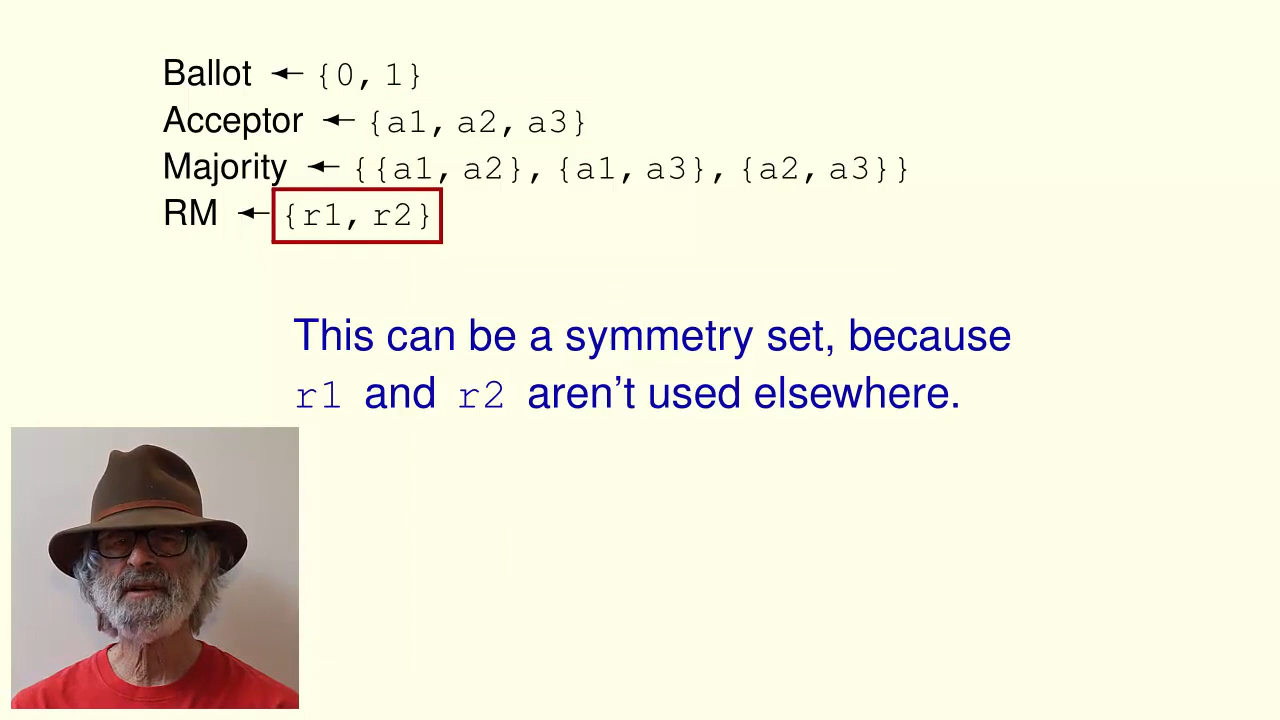 Ballot ← {0, 1}
Acceptor ← {a1, a2, a3}
Majority ← {{a1, a2}, {a1, a3}, {a2, a3}}
RM ← {r1, r2}
This can be a symmetry set, because
r1 and r2 aren't used elsewhere.